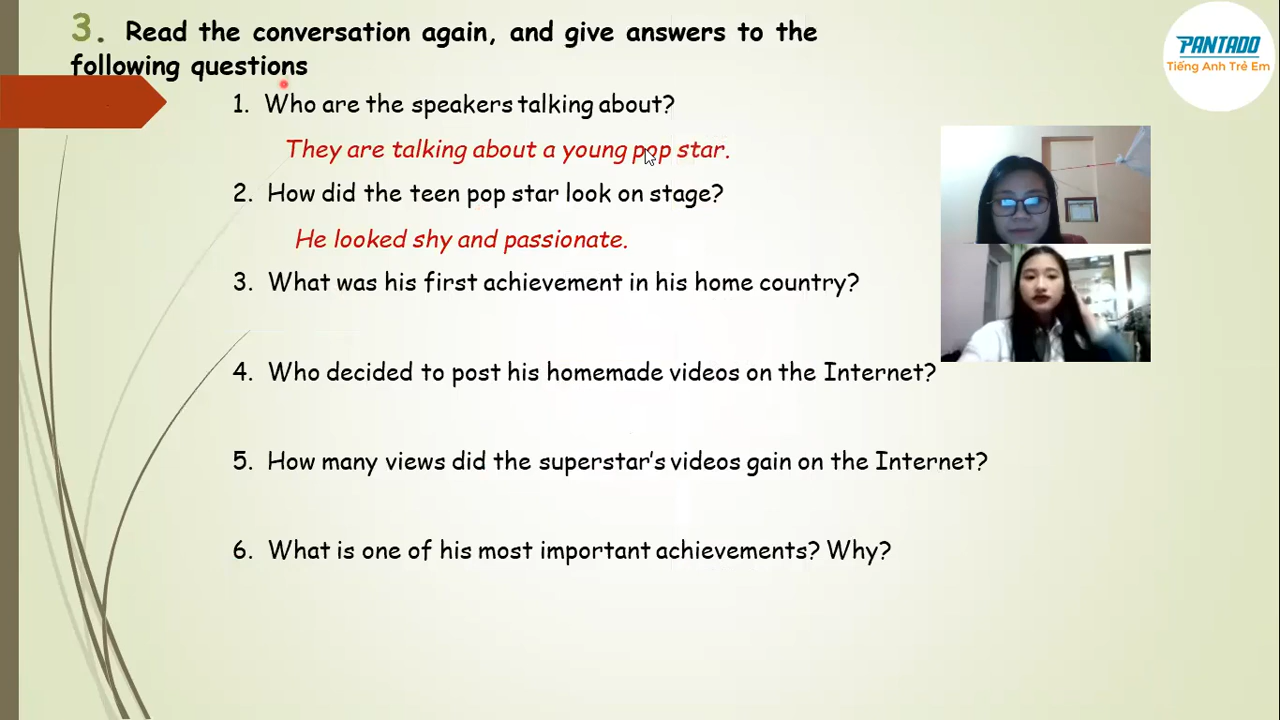 3. Read the conversation again, and give answers to the
following questions
PANTADO
Tiếng Anh Trẻ Em
1. Who are the speakers talking about?
They are talking about a young pop star.
2. How did the teen pop star look on stage?
He looked shy and passionate.
3. What was his first achievement in his home country?
4. Who decided to post his homemade videos on the Internet?
5. How many views did the superstar's videos gain on the Internet?
6. What is one of his most important achievements? Why?